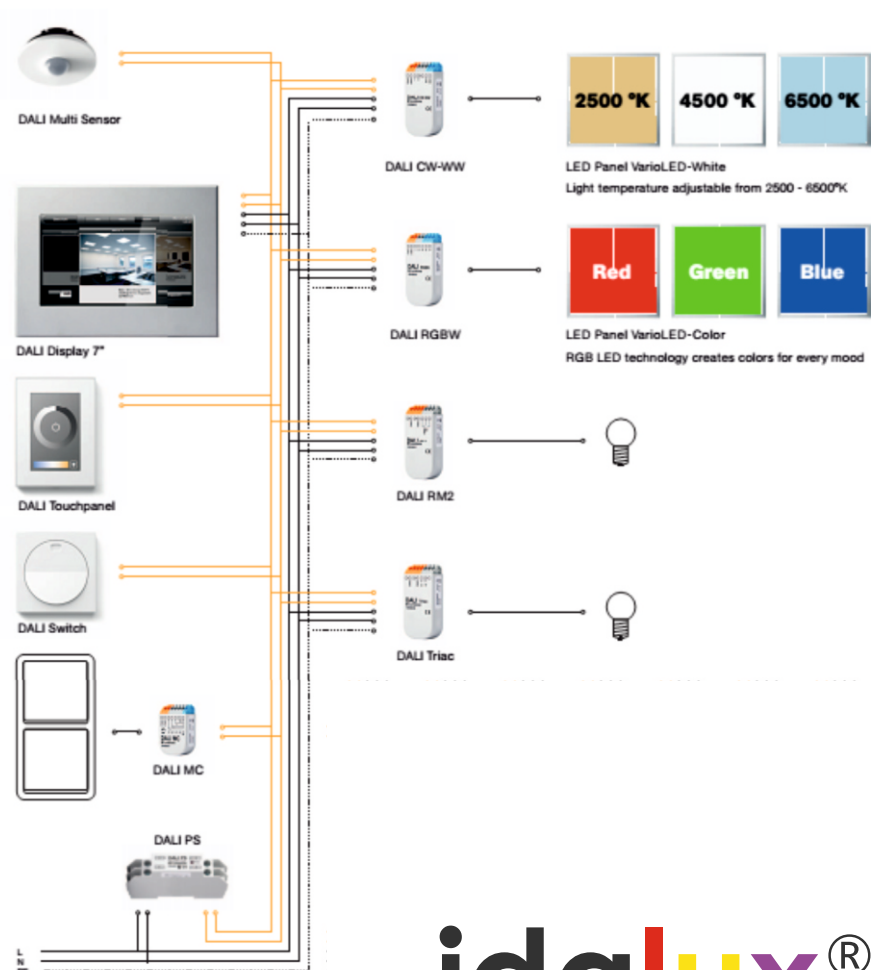 DALI Multi Sensor
DALI CW-WW
2500 °K
4500 °K
6500 °K
LED Panel VarioLED-White
Light temperature adjustable from 2500 - 6500°K
DALI Display 7"
DALI RGBW
Red
Green
Blue
LED Panel VarioLED-Color
RGB LED technology creates colors for every mood
DALI Touchpanel
DALI RM2
DALI Switch
DALI Triac
DALI MC
DALI PS
L
N
idalux®